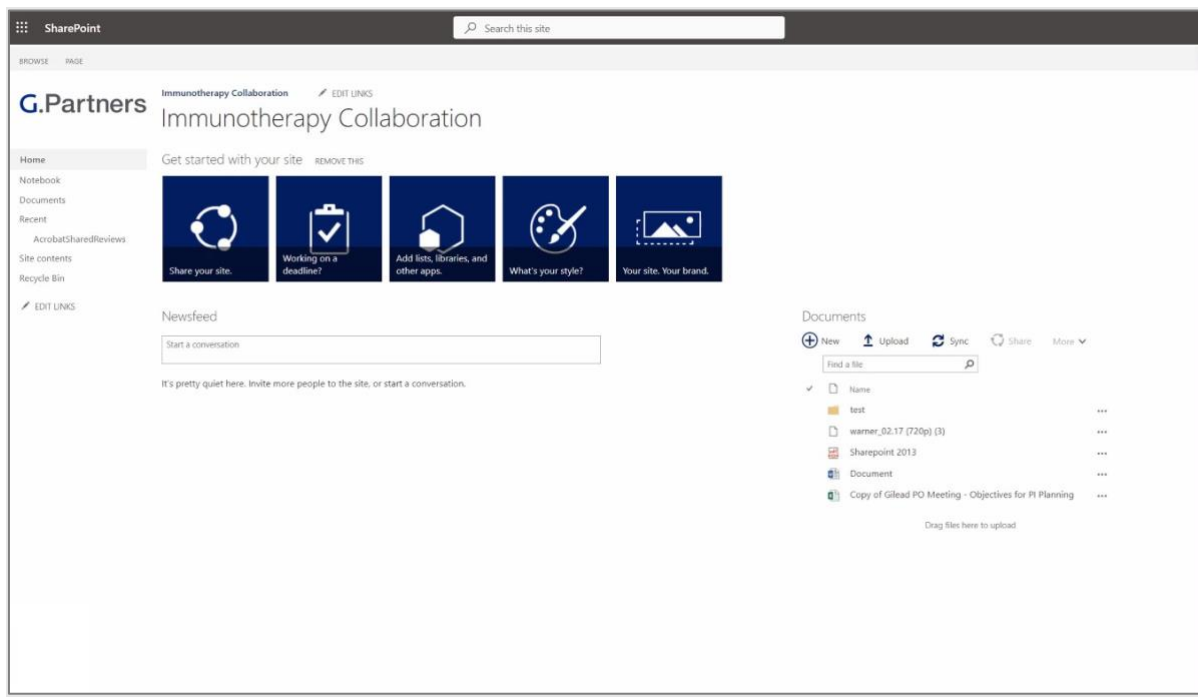 SharePoint
Search this site
BROWSE PAGE
G.Partners
Immunotherapy Collaboration EDIT LINKS
Immunotherapy Collaboration
Home
Notebook
Documents
Recent
AcrobatSharedReviews
Site contents
Recycle Bin
EDIT LINKS
Get started with your site REMOVE THIS
Share your site.
Working on a
deadline?
Add lists, libraries, and
other apps.
What's your style?
Your site. Your brand.
Newsfeed
Start a conversation
It's pretty quiet here. Invite more people to the site, or start a conversation.
Documents
New Upload Sync Share More
Find a file
Name
test
warner_02.17 (720p) (3)
Sharepoint 2013
Document
Copy of Gilead PO Meeting - Objectives for PI Planning
Drag files here to upload